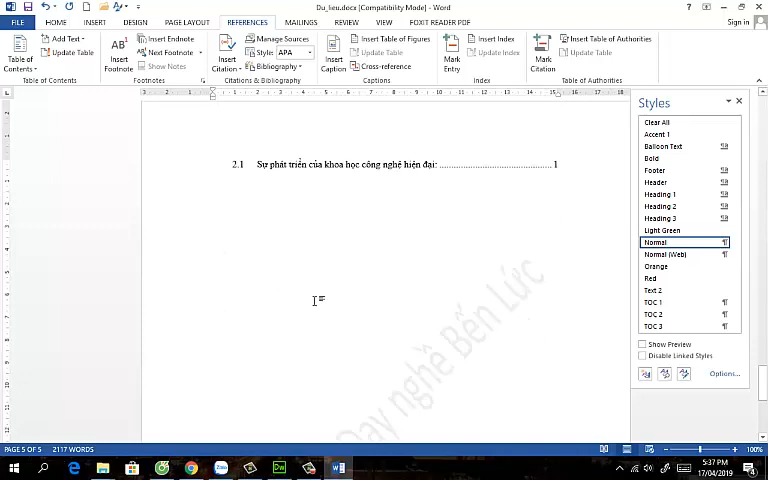 Du_lieu.docx [Compatibility Mode] - Word
Sign in
FILE HOME INSERT DESIGN PAGE LAYOUT REFERENCES MAILINGS REVIEW VIEW FOXIT READER PDF
Table of Contents
Add Text
Update Table
Table of Contents
AB¹
Insert Footnote
Insert Endnote
Next Footnote
Show Notes
Footnotes
Insert Citation
Manage Sources
Style: APA
Bibliography
Citations & Bibliography
Insert Caption
Insert Table of Figures
Update Table
Cross-reference
Captions
Mark Entry
Insert Index
Update Index
Index
Mark Citation
Insert Table of Authorities
Update Table
Table of Authorities
2.1 Sự phát triển của khoa học công nghệ hiện đại: ............................................. 1
Dạy nghề Bến Lức
Styles
Clear All
Accent 1
Balloon Text
Bold
Footer
Header
Heading 1
Heading 2
Heading 3
Light Green
Normal
Normal (Web)
Orange
Red
Text 2
TOC 1
TOC 2
TOC 3
Show Preview
Disable Linked Styles
Options...
PAGE 5 OF 5 2117 WORDS
100%
Zalo
Dw
5:37 PM
17/04/2019
4